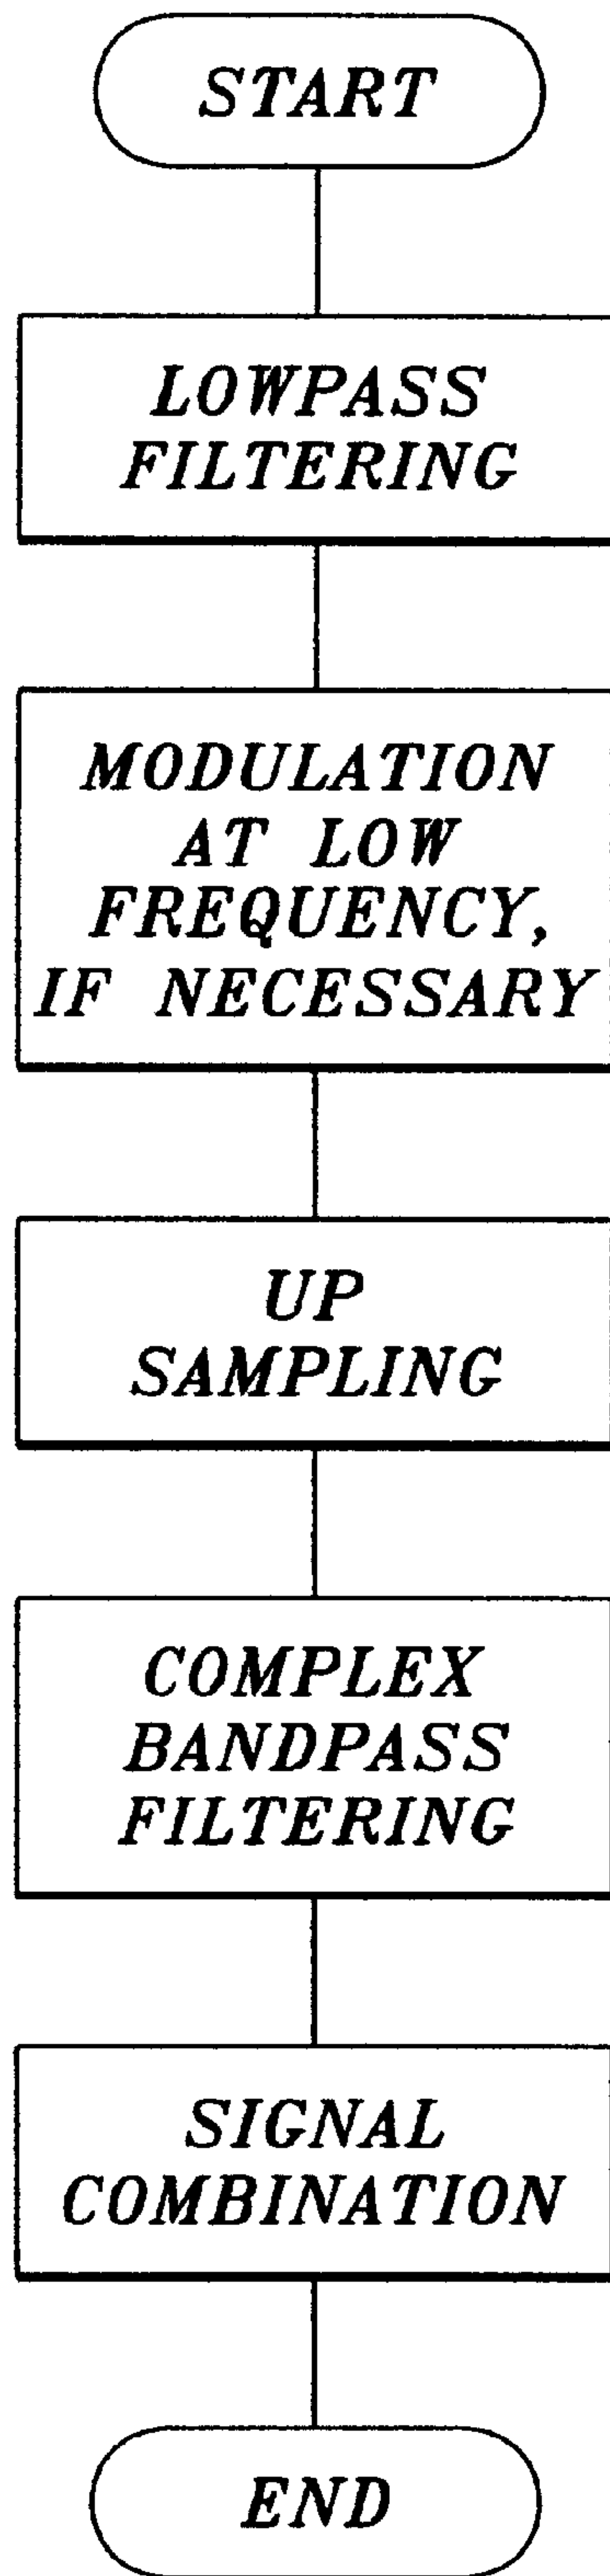 START
LOWPASS
FILTERING
MODULATION
AT LOW
FREQUENCY,
IF NECESSARY
UP
SAMPLING
COMPLEX
BANDPASS
FILTERING
SIGNAL
COMBINATION
END